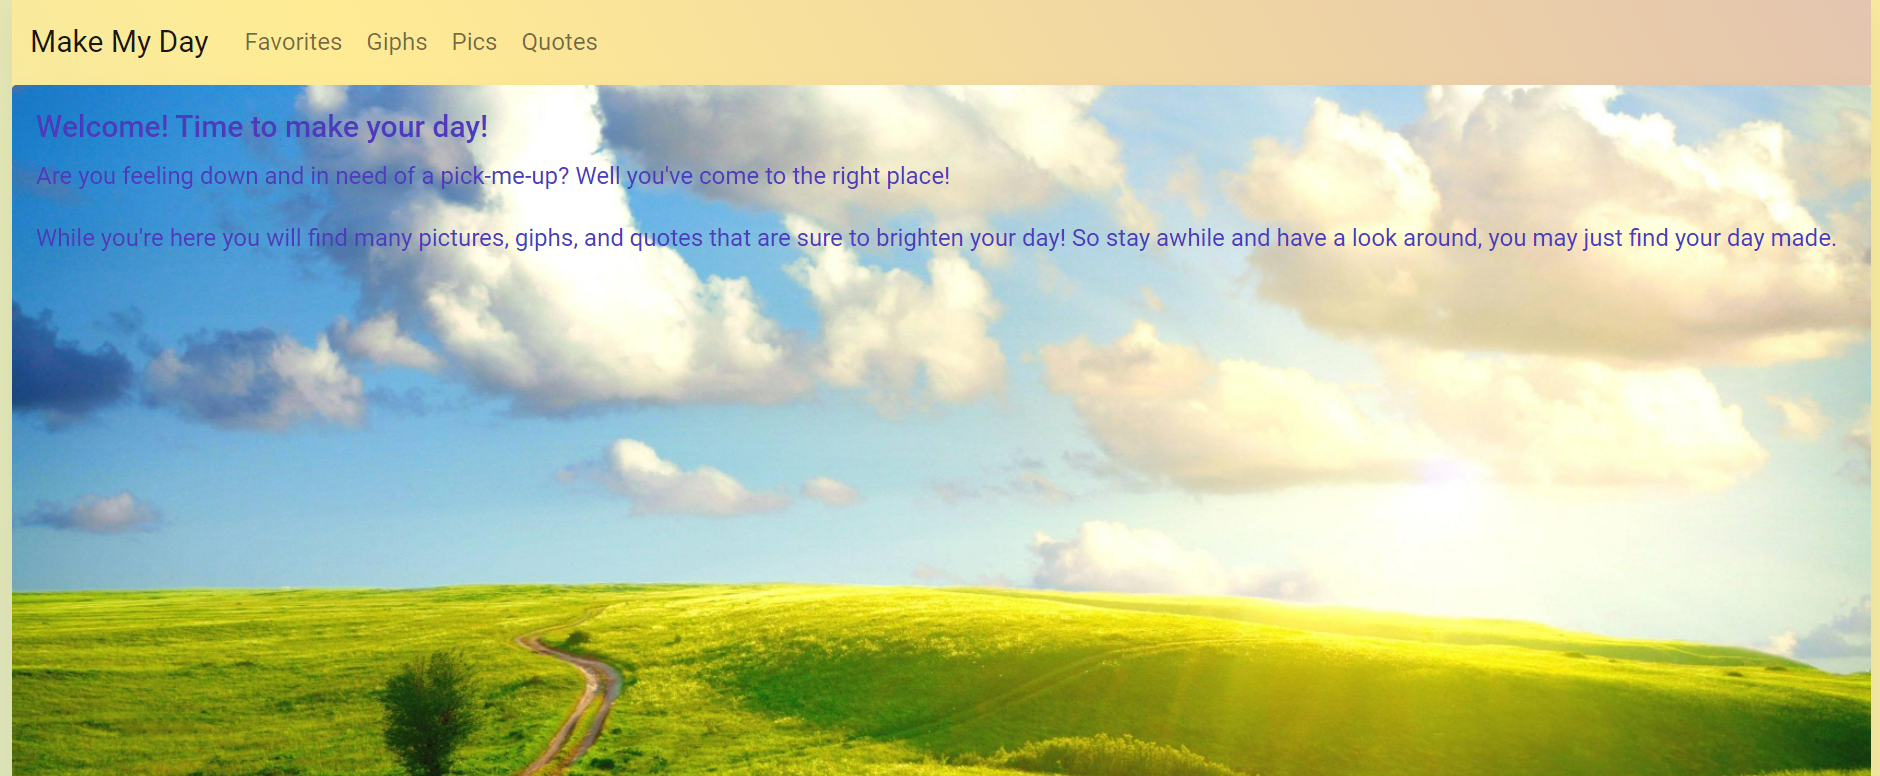 Make My Day Favorites Giphs Pics Quotes
Welcome! Time to make your day!
Are you feeling down and in need of a pick-me-up? Well you've come to the right place!
While you're here you will find many pictures, giphs, and quotes that are sure to brighten your day! So stay awhile and have a look around, you may just find your day made.